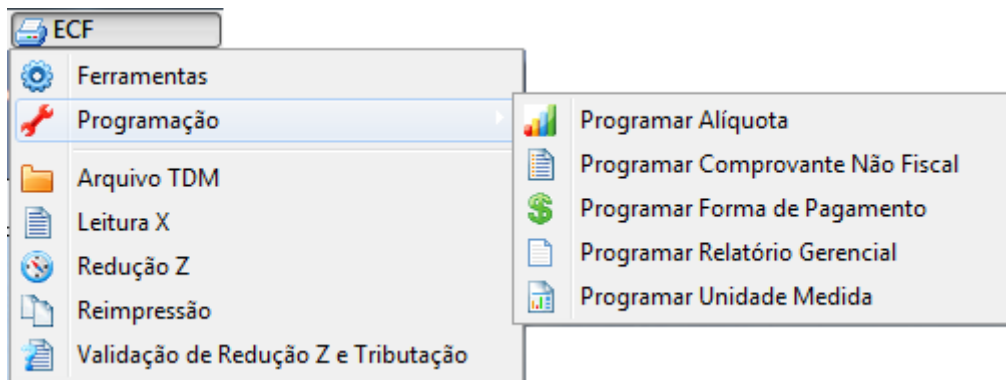 ECF
Ferramentas
Programação
Arquivo TDM
Leitura X
Redução Z
Reimpressão
Validação de Redução Z e Tributação
Programar Alíquota
Programar Comprovante Não Fiscal
Programar Forma de Pagamento
Programar Relatório Gerencial
Programar Unidade Medida